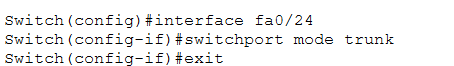 Switch(config)#interface fa0/24
Switch(config-if)#switchport mode trunk
Switch(config-if)#exit